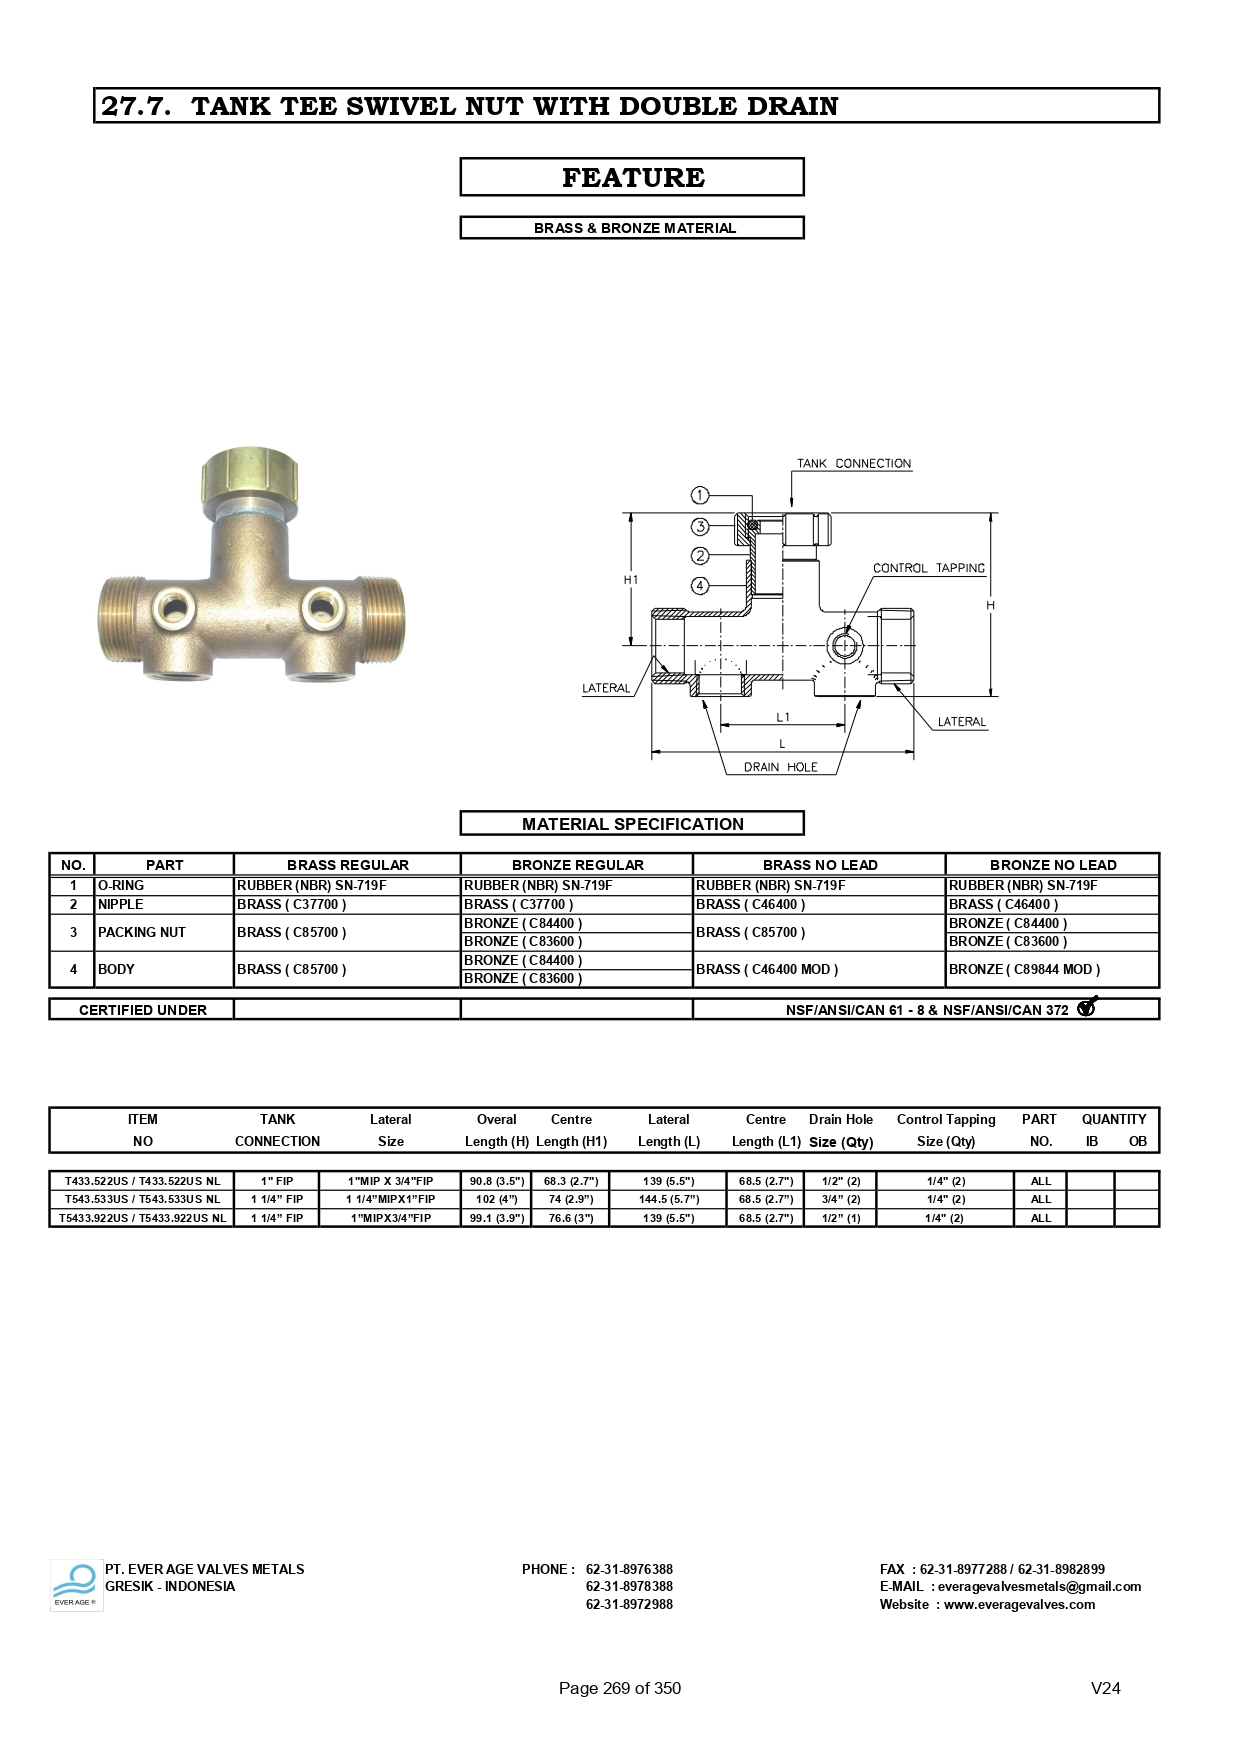 27.7. TANK TEE SWIVEL NUT WITH DOUBLE DRAIN
FEATURE
BRASS & BRONZE MATERIAL
TANK CONNECTION
1
3
2
4
H1
CONTROL TAPPING
H
LATERAL
L1
LATERAL
L
DRAIN HOLE
MATERIAL SPECIFICATION
NO. PART BRASS REGULAR BRONZE REGULAR BRASS NO LEAD BRONZE NO LEAD
1 O-RING RUBBER (NBR) SN-719F RUBBER (NBR) SN-719F RUBBER (NBR) SN-719F RUBBER (NBR) SN-719F
2 NIPPLE BRASS ( C37700 ) BRASS ( C37700 ) BRASS ( C46400 ) BRASS ( C46400 )
3 PACKING NUT BRASS ( C85700 ) BRONZE ( C84400 ) BRASS ( C85700 ) BRONZE ( C84400 )
BRONZE ( C83600 ) BRONZE ( C83600 )
4 BODY BRASS ( C85700 ) BRONZE ( C84400 ) BRASS ( C46400 MOD ) BRONZE ( C89844 MOD )
BRONZE ( C83600 )
CERTIFIED UNDER NSF/ANSI/CAN 61 - 8 & NSF/ANSI/CAN 372
ITEM TANK Lateral Overal Centre Lateral Centre Drain Hole Control Tapping PART QUANTITY
NO CONNECTION Size Length (H) Length (H1) Length (L) Length (L1) Size (Qty) Size (Qty) NO. IB OB
T433.522US / T433.522US NL 1" FIP 1"MIP X 3/4"FIP 90.8 (3.5") 68.3 (2.7") 139 (5.5") 68.5 (2.7") 1/2" (2) 1/4" (2) ALL
T543.533US / T543.533US NL 1 1/4” FIP 1 1/4”MIPX1”FIP 102 (4”) 74 (2.9”) 144.5 (5.7”) 68.5 (2.7") 3/4” (2) 1/4" (2) ALL
T5433.922US / T5433.922US NL 1 1/4” FIP 1”MIPX3/4”FIP 99.1 (3.9") 76.6 (3") 139 (5.5") 68.5 (2.7") 1/2” (1) 1/4" (2) ALL
EVER AGE ®
PT. EVER AGE VALVES METALS PHONE : 62-31-8976388 FAX : 62-31-8977288 / 62-31-8982899
GRESIK - INDONESIA 62-31-8978388 E-MAIL : everagevalvesmetals@gmail.com
62-31-8972988 Website : www.everagevalves.com
Page 269 of 350 V24